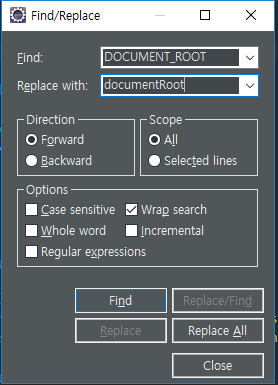 Find/Replace
Find: DOCUMENT_ROOT
Replace with: documentRoot
Direction Scope
Forward All
Backward Selected lines
Options
Case sensitive Wrap search
Whole word Incremental
Regular expressions
Find Replace/Find
Replace Replace All
Close